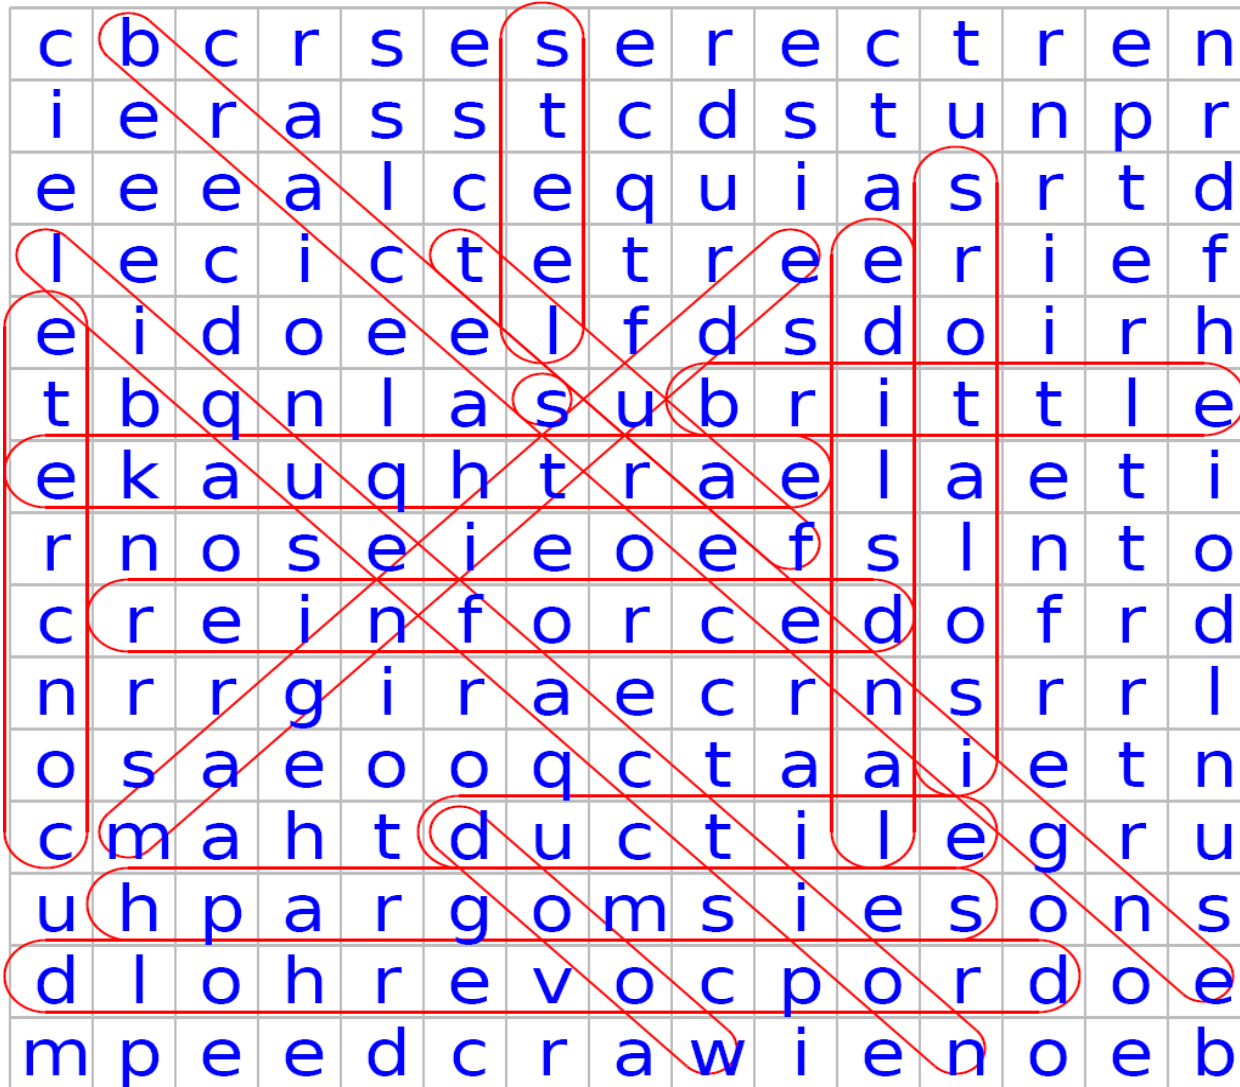 c b c r s e s e r e c t r e n
i e r a s s t c d s t u n p r
e e e a l c e q u i a s r t d
l e c i c t e t r e e r i e f
e i d o e e l f d s d o i r h
t b q n l a s u b r i t t l e
e k a u q h t r a e l a e t i
r n o s e i e o e f s l n t o
c r e i n f o r c e d o f r d
n r r g i r a e c r n s r r l
o s a e o o q c t a a i e t n
c m a h t d u c t i l e g r u
u h p a r g o m s i e s o n s
d l o h r e v o c p o r d o e
m p e e d c r a w i e n o e b